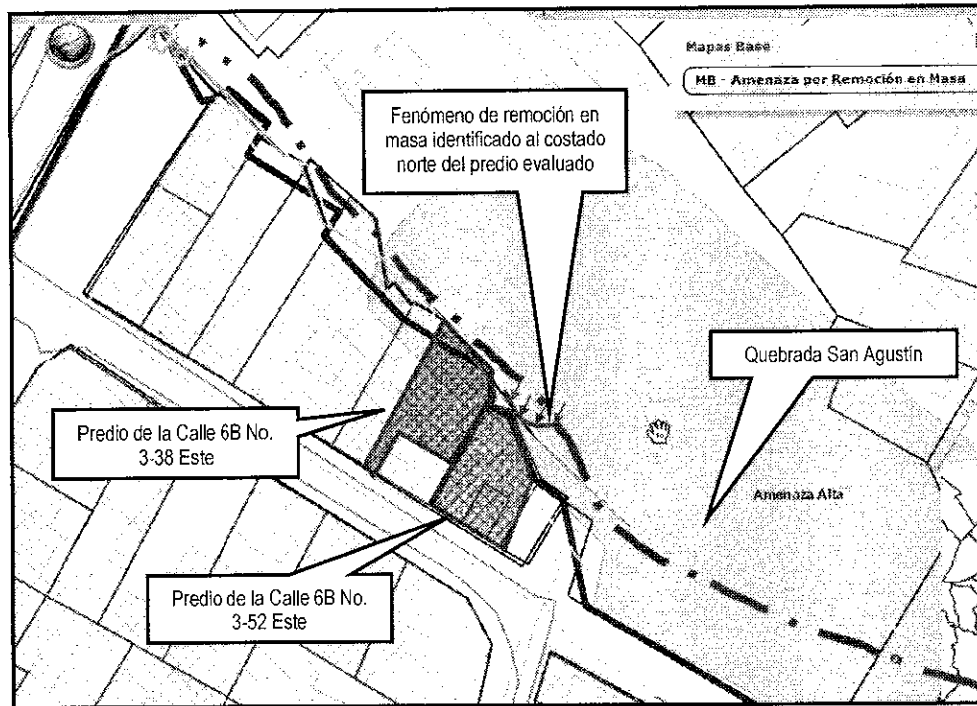 Mapas Base
MB - Amenaza por Remoción en Masa
Fenómeno de remoción en
masa identificado al costado
norte del predio evaluado
Quebrada San Agustín
Predio de la Calle 6B No.
3-38 Este
Amenaza Alta
Predio de la Calle 6B No.
3-52 Este